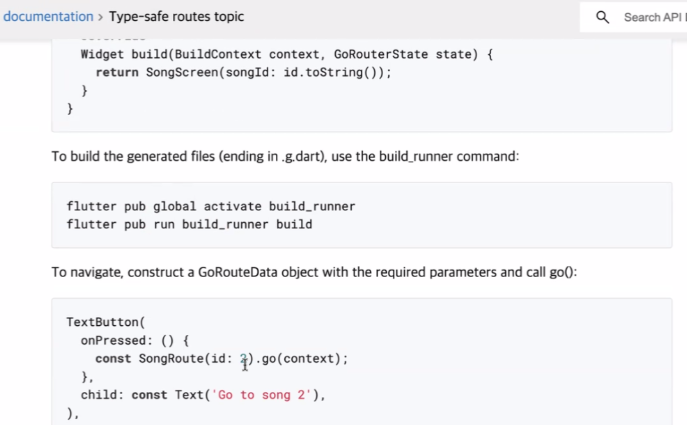 documentation > Type-safe routes topic
Search API
Widget build(BuildContext context, GoRouterState state) {
return SongScreen(songId: id.toString());
}
}
To build the generated files (ending in .g.dart), use the build_runner command:
flutter pub global activate build_runner
flutter pub run build_runner build
To navigate, construct a GoRouteData object with the required parameters and call go():
TextButton(
onPressed: () {
const SongRoute(id: 2).go(context);
},
child: const Text('Go to song 2'),
),